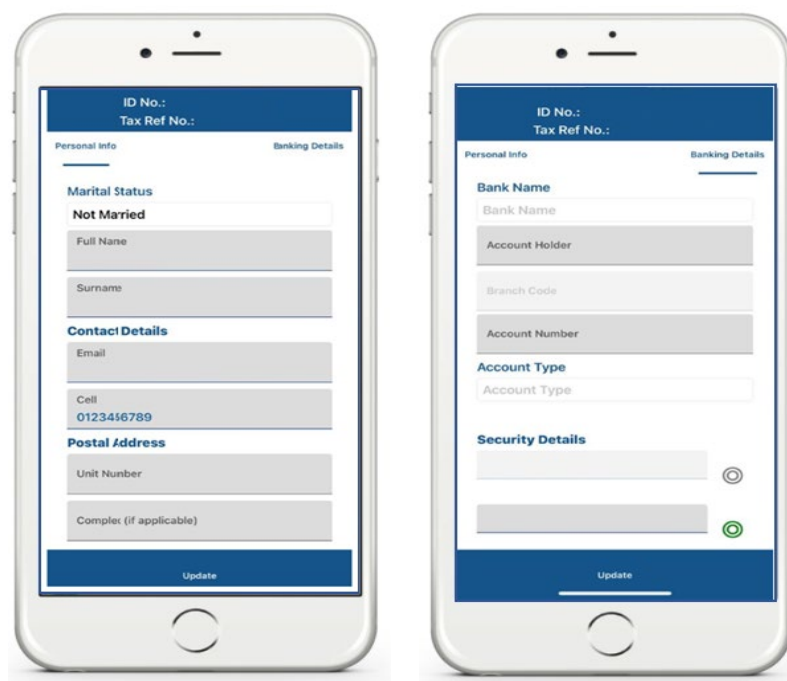 ID No.:
Tax Ref No.:
Personal Info
Banking Details
Marital Status
Not Married
Full Name
Surname
Contact Details
Email
Cell
0123456789
Postal Address
Unit Number
Complex (if applicable)
Update
ID No.:
Tax Ref No.:
Personal Info
Banking Details
Bank Name
Bank Name
Account Holder
Branch Code
Account Number
Account Type
Account Type
Security Details
Update